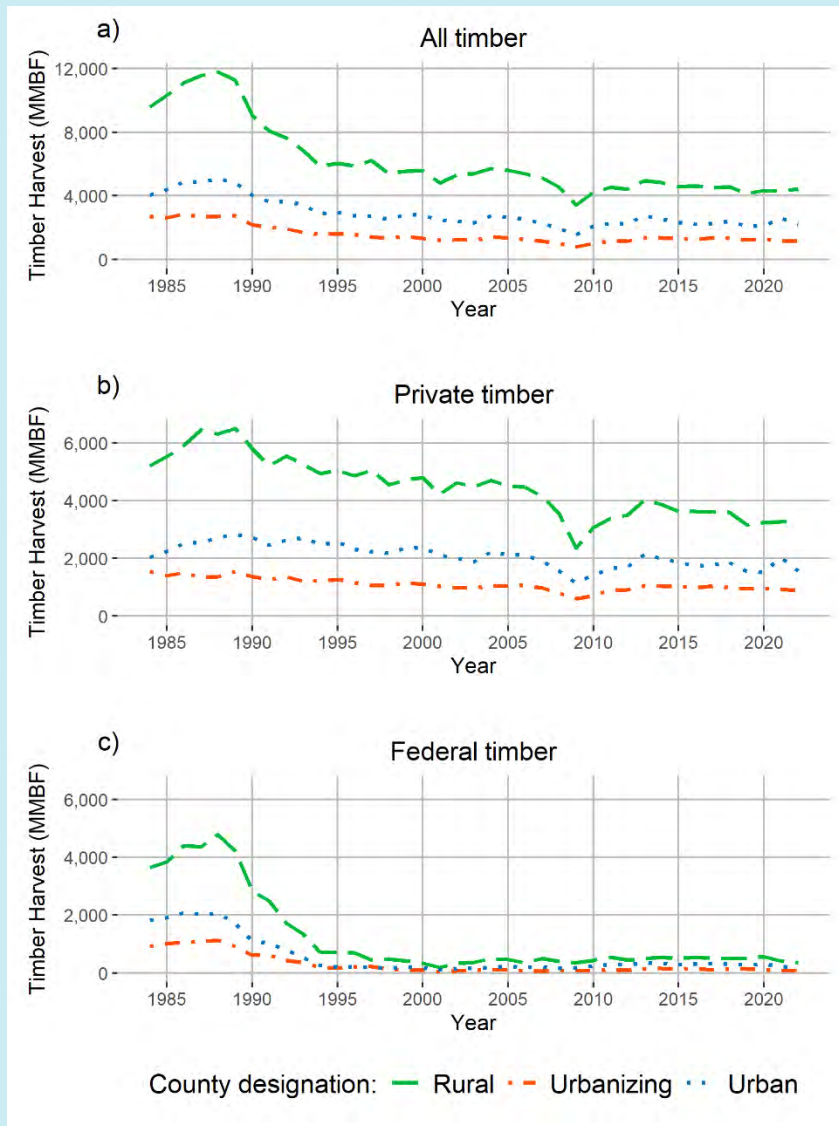 a)
All timber
Timber Harvest (MMBF)
12,000
8,000
4,000
0
1985 1990 1995 2000 2005 2010 2015 2020
Year
b)
Private timber
Timber Harvest (MMBF)
6,000
4,000
2,000
0
1985 1990 1995 2000 2005 2010 2015 2020
Year
c)
Federal timber
Timber Harvest (MMBF)
6,000
4,000
2,000
0
1985 1990 1995 2000 2005 2010 2015 2020
Year
County designation: Rural Urbanizing Urban